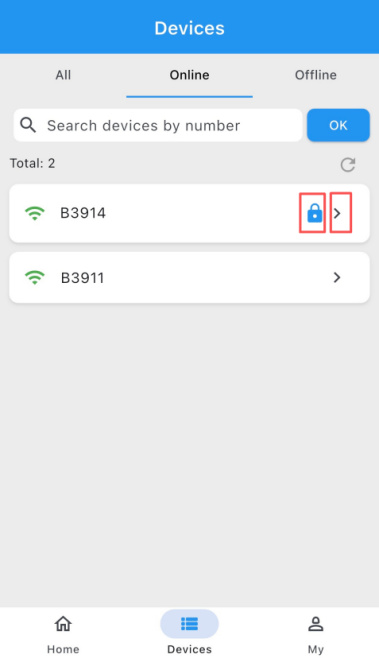 Devices
All Online Offline
Search devices by number OK
Total: 2
B3914
B3911
Home Devices My